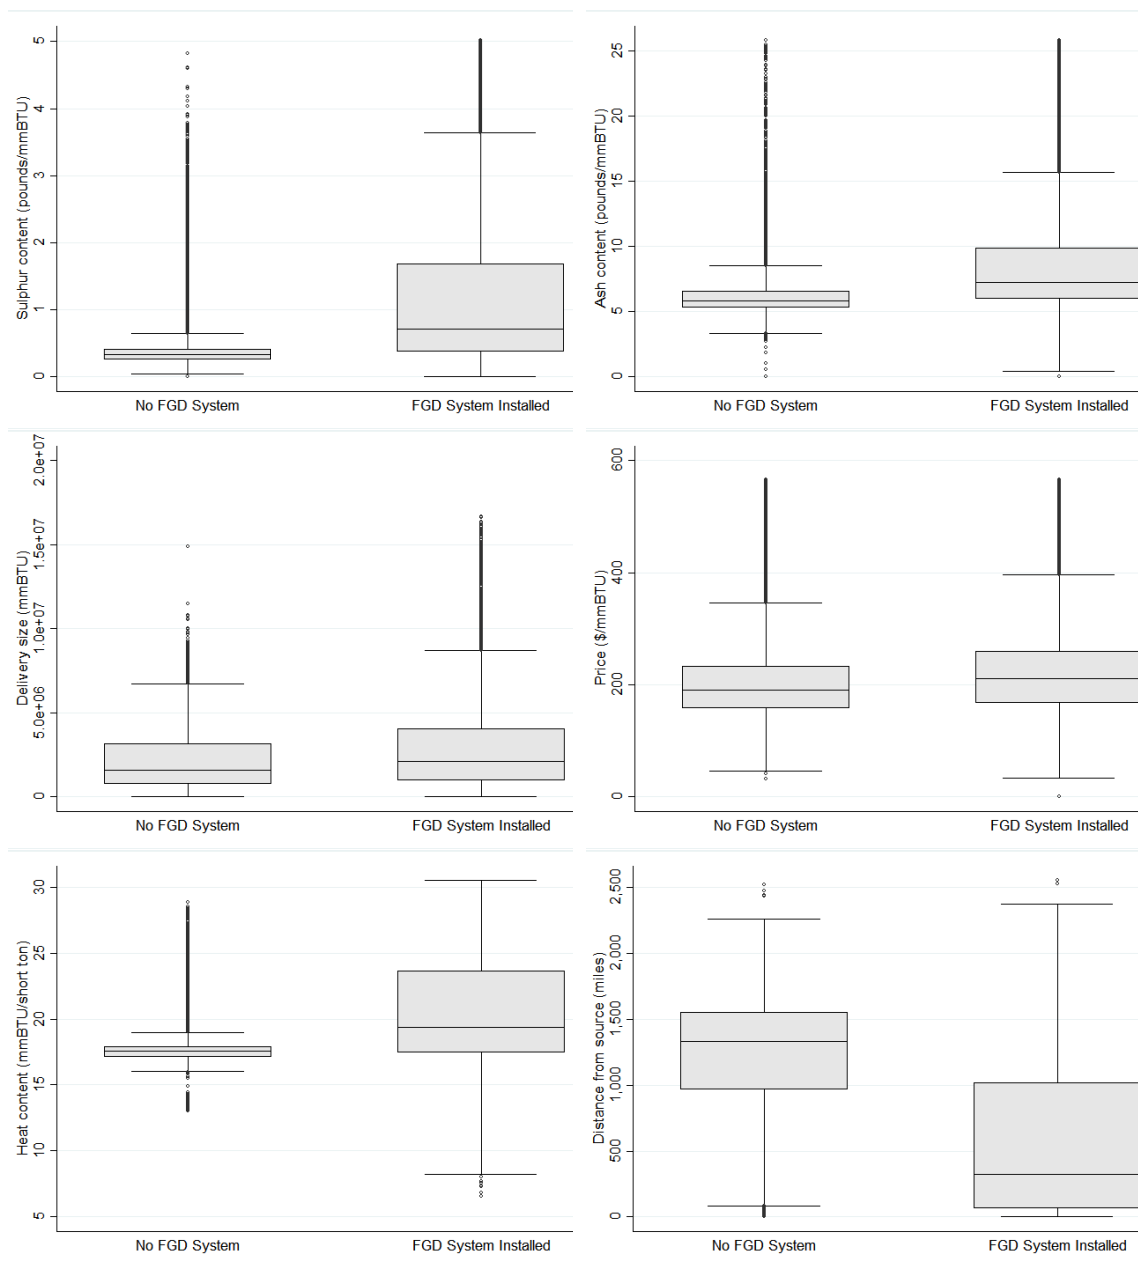 Sulphur content (pounds/mmBTU)
5
4
3
2
1
0
No FGD System
FGD System Installed
Ash content (pounds/mmBTU)
25
20
15
10
5
0
No FGD System
FGD System Installed
Delivery size (mmBTU)
2.0e+07
1.5e+07
1.0e+07
5.0e+06
0
No FGD System
FGD System Installed
Price ($/mmBTU)
600
400
200
0
No FGD System
FGD System Installed
Heat content (mmBTU/short ton)
30
25
20
15
10
5
No FGD System
FGD System Installed
Distance from source (miles)
2,500
2,000
1,500
1,000
500
0
No FGD System
FGD System Installed